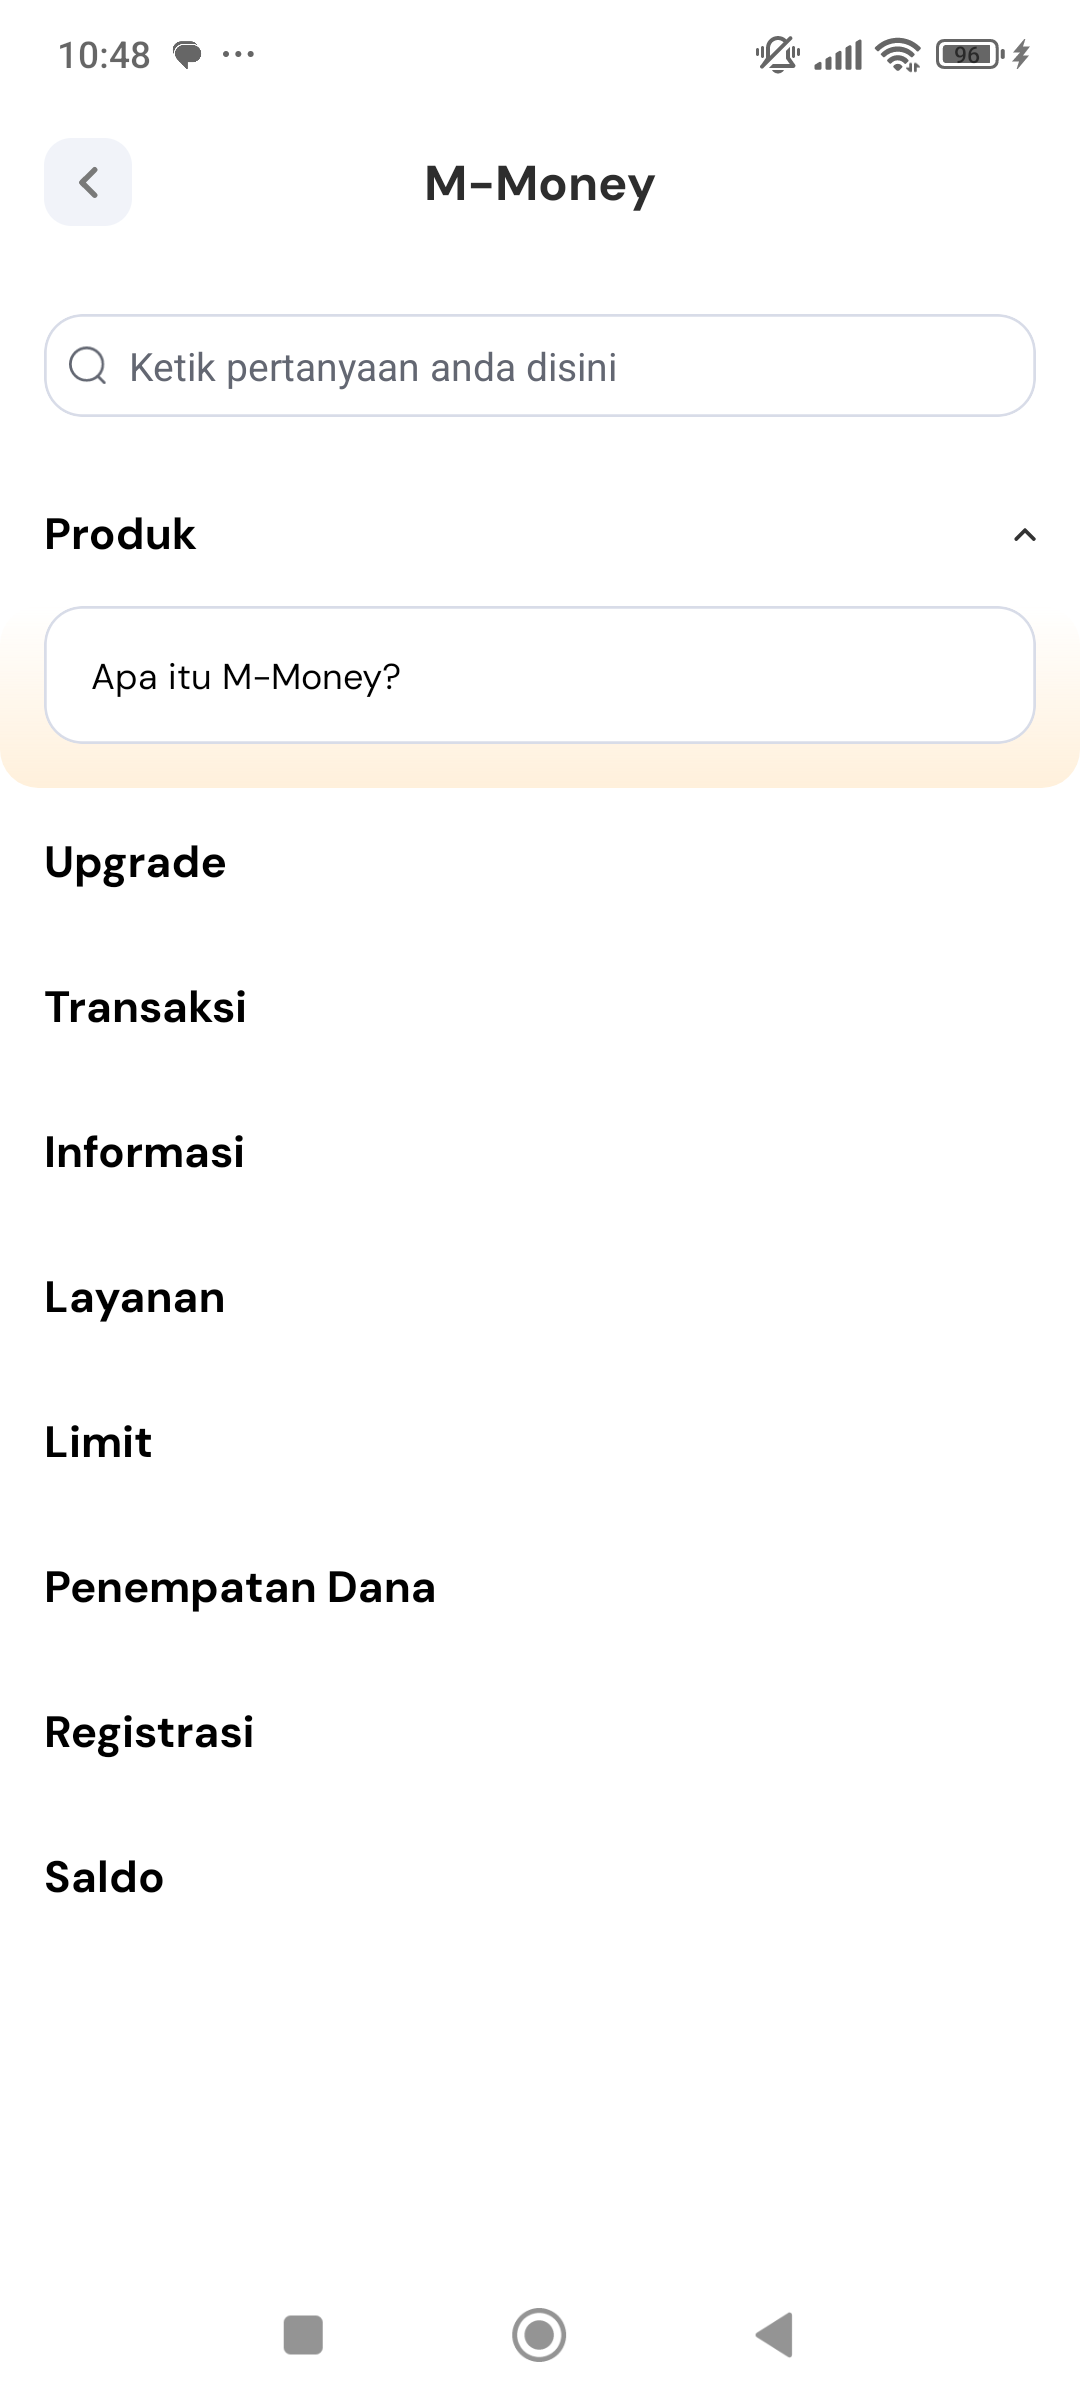 10:48
96
M-Money
Ketik pertanyaan anda disini
Produk
Apa itu M-Money?
Upgrade
Transaksi
Informasi
Layanan
Limit
Penempatan Dana
Registrasi
Saldo